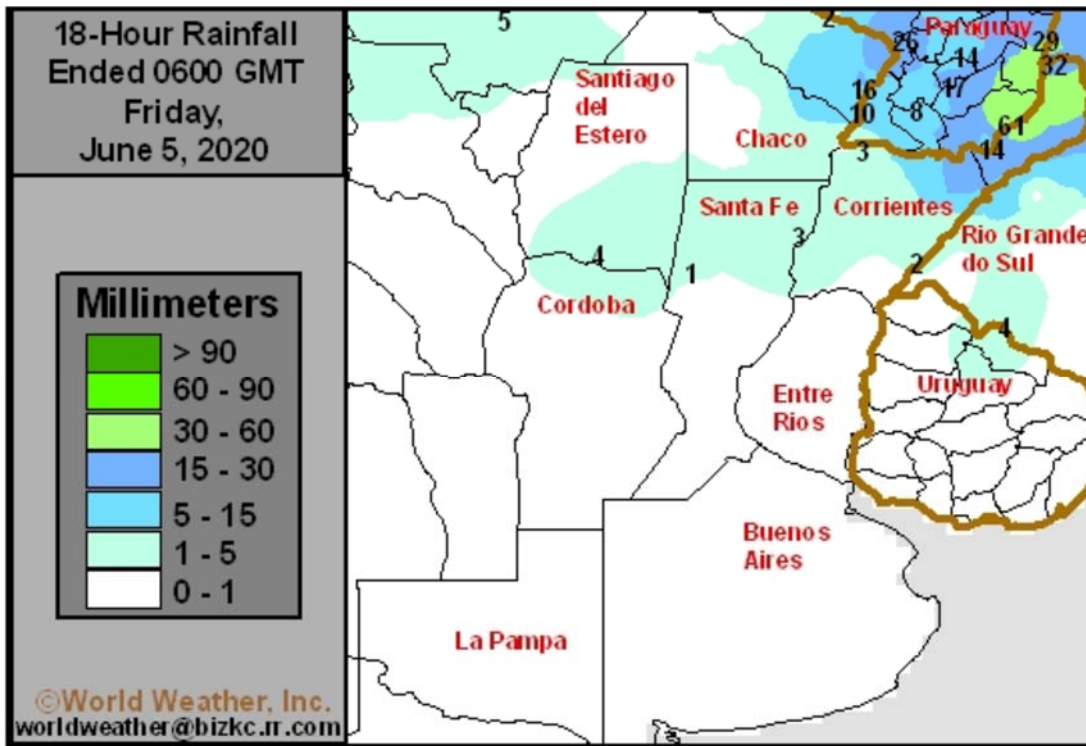 18-Hour Rainfall
Ended 0600 GMT
Friday,
June 5, 2020
Millimeters
> 90
60 - 90
30 - 60
15 - 30
5 - 15
1 - 5
0 - 1
©World Weather, Inc.
worldweather@bizkc.rr.com
5
2
Paraguay
26
29
14
32
Santiago
del
Estero
16
17
10
8
61
Chaco
3
14
Santa Fe
Corrientes
3
Rio Grande
do Sul
4
1
2
Cordoba
4
Uruguay
Entre
Rios
Buenos
Aires
La Pampa